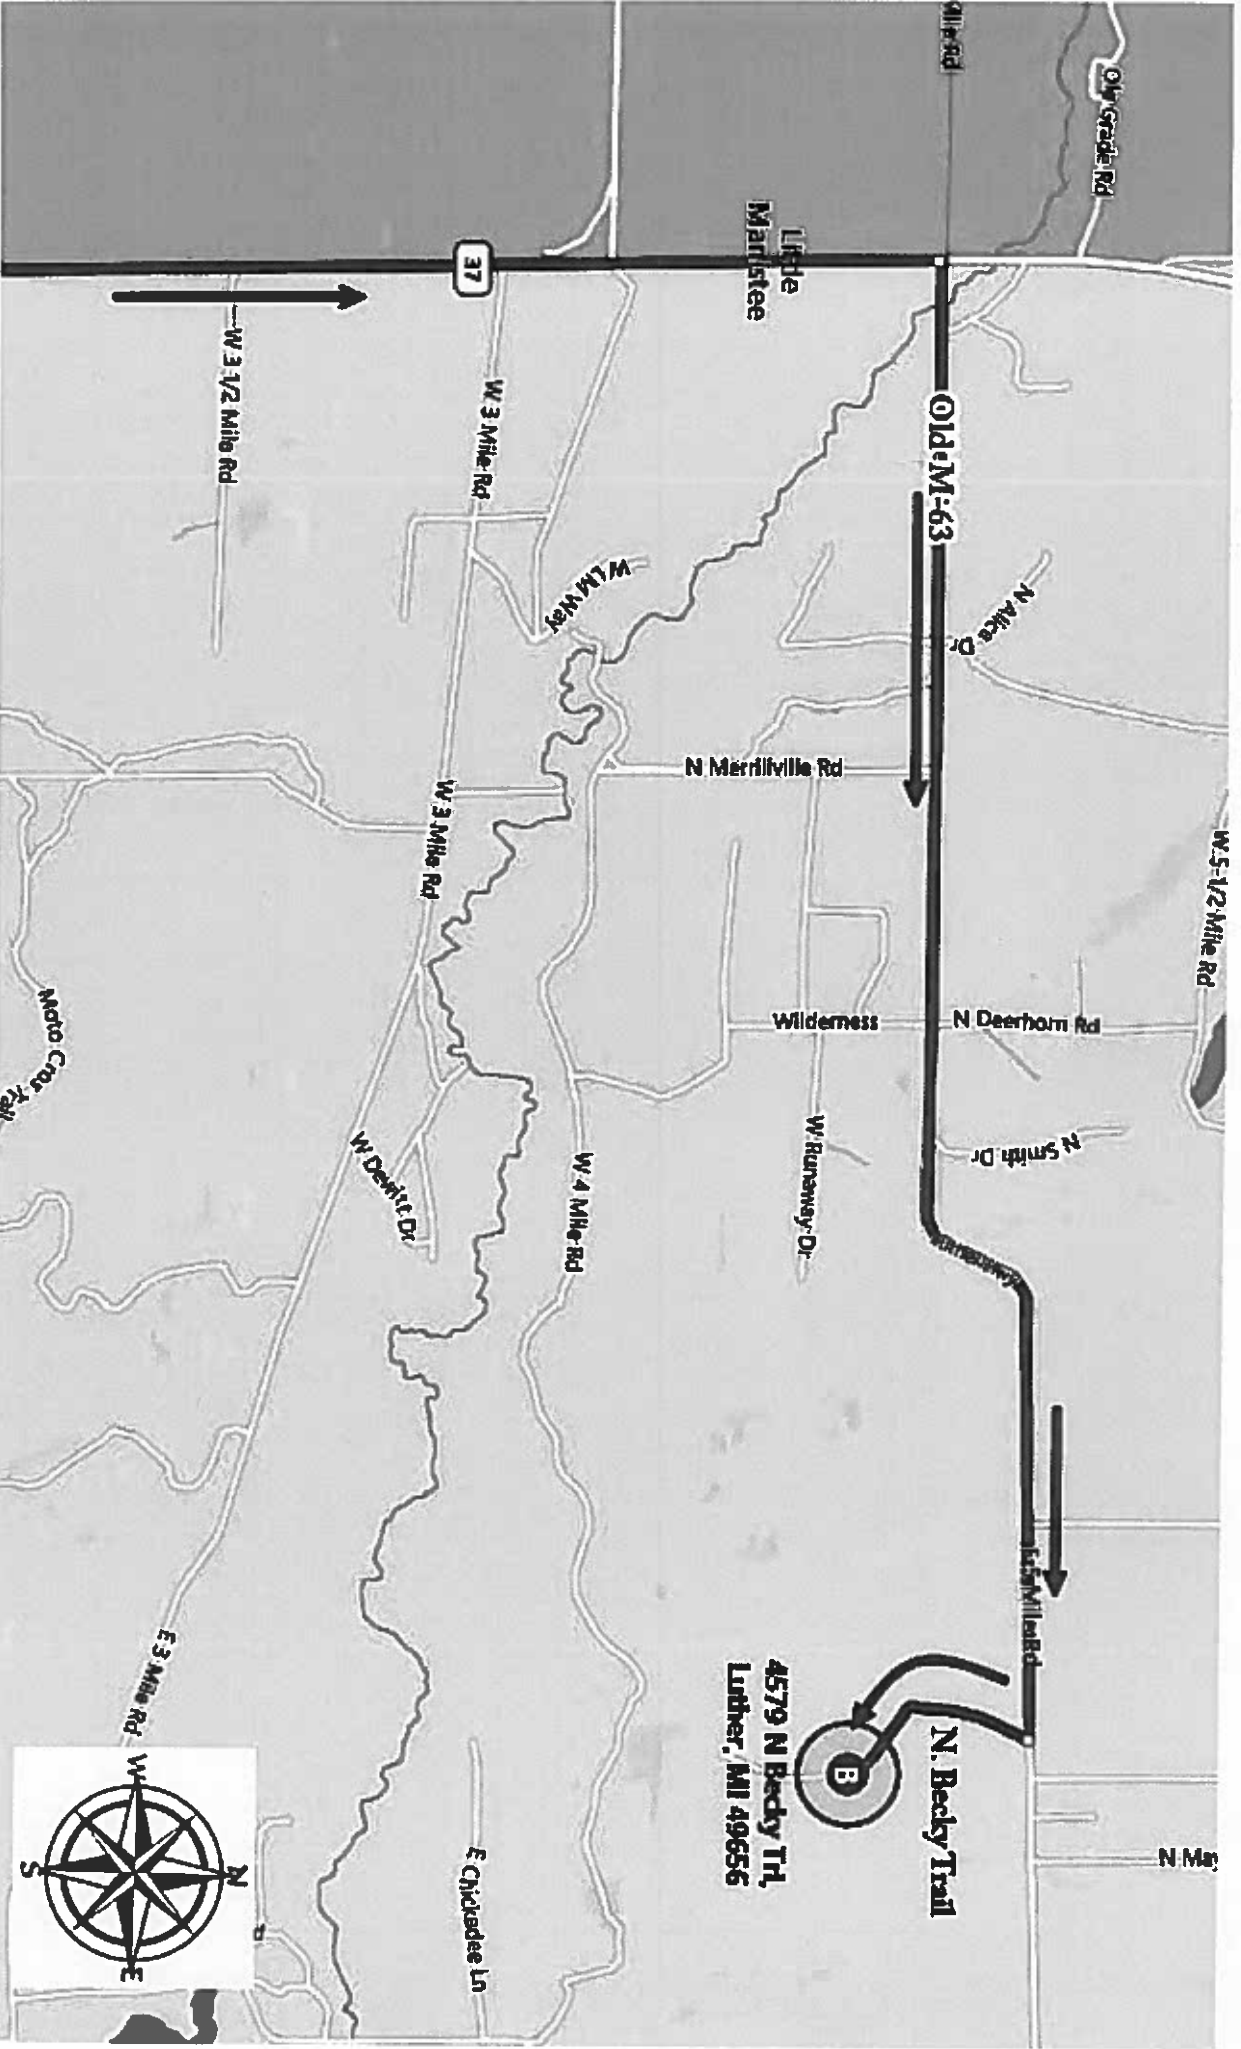 Old Grade Rd
Mile Rd
Little
Manistee
37
Old M-63
W 3 1/2 Mile Rd
W 3 Mile Rd
W LM Way
N Alice Dr
N Merrillville Rd
W 3 Mile Rd
W 5-1/2 Mile Rd
Moto Cros Trail
Wilderness
N Deerhorn Rd
N Smith Dr
W Runaway Dr
W Dewitt Dr
W 4 Mile Rd
E 5 Mile Rd
E 3 Mile Rd
N. Becky Trail
B
4579 N Becky Trl,
Luther, MI 49656
N Ma
E Chickadee Ln
d
N
W
E
S